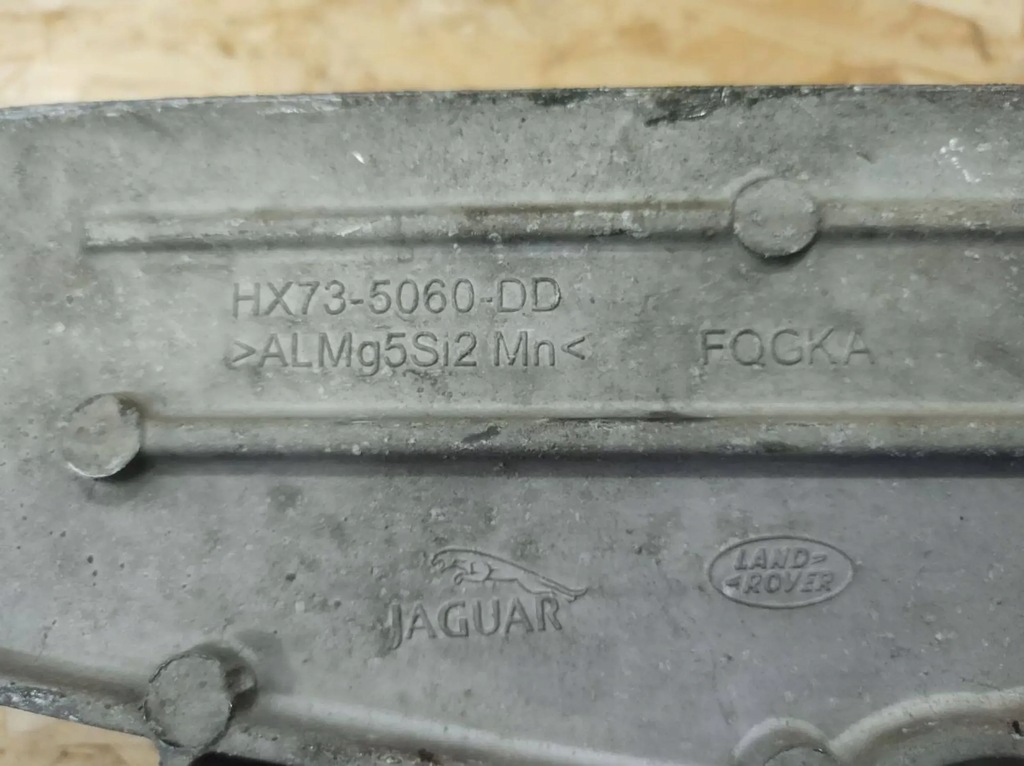 HX73-5060-DD
>ALMg5Si2 Mn< FQGKA
JAGUAR
LAND
ROVER